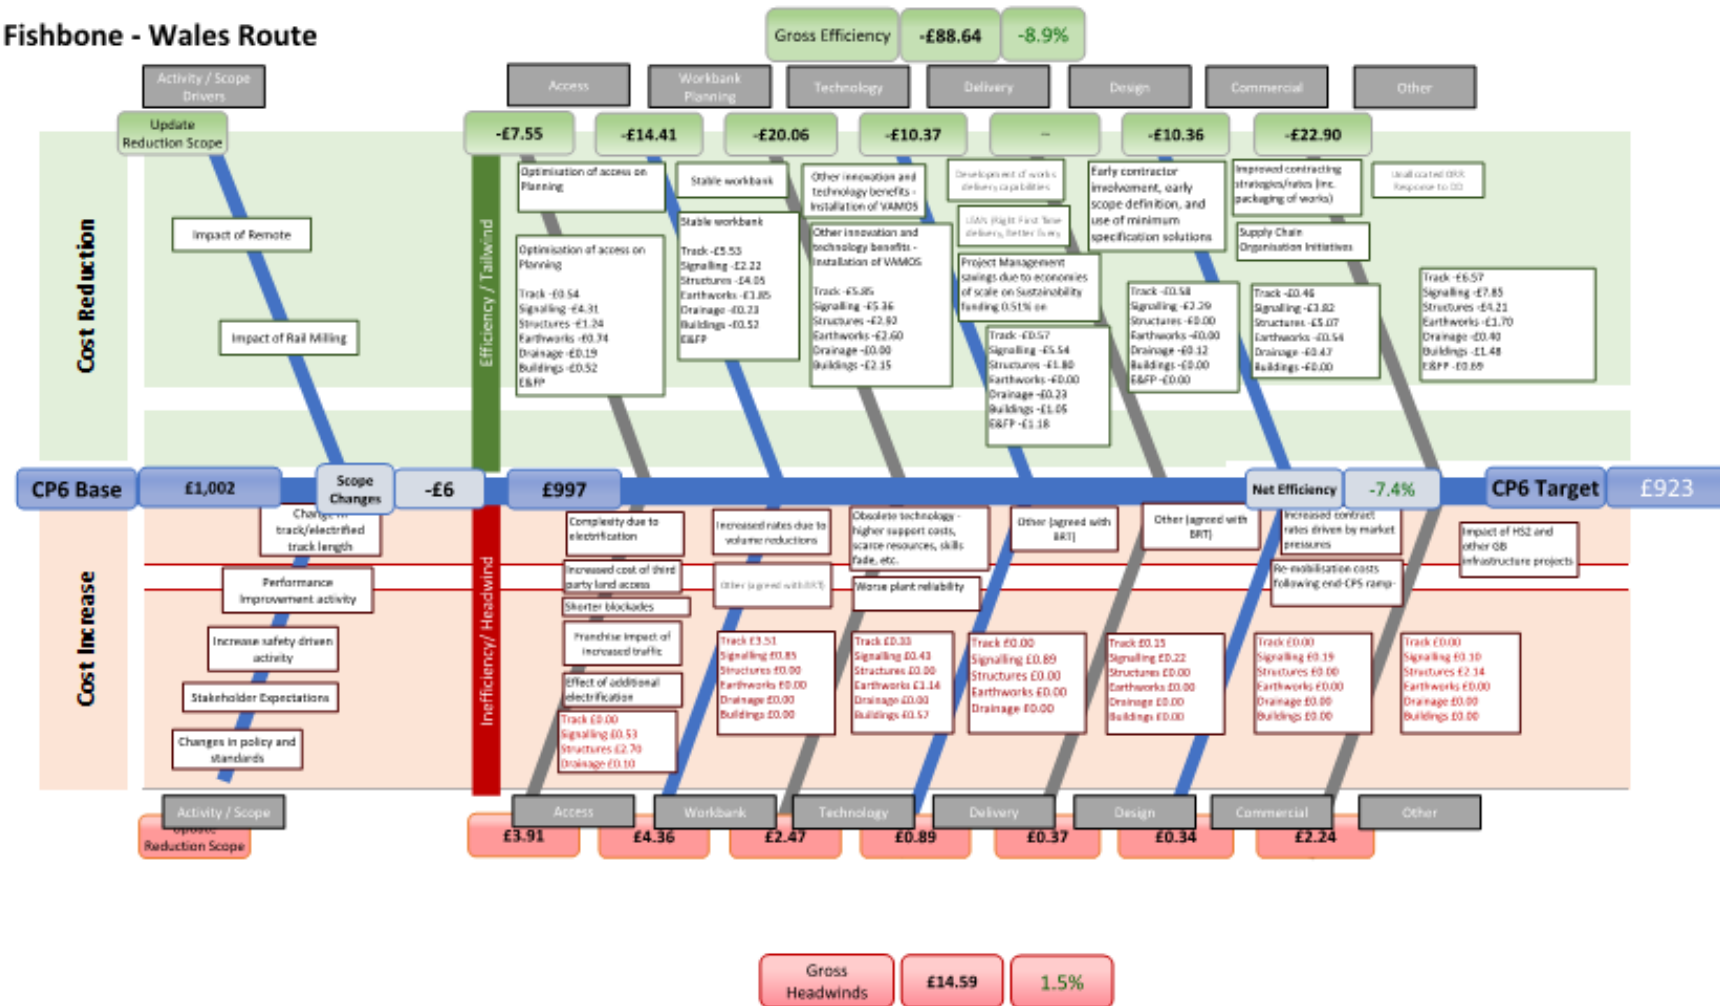 Fishbone - Wales Route
Gross Efficiency
-£88.64
-8.9%
Activity / Scope
Drivers
Access
Workbank
Planning
Technology
Delivery
Design
Commercial
Other
Update
Reduction Scope
-£7.55
-£14.41
-£20.06
-£10.37
–
-£10.36
-£22.90
Cost Reduction
Efficiency / Tailwind
Impact of Remote
Impact of Rail Milling
Optimisation of access on
Planning
Optimisation of access on
Planning
Track -£0.54
Signalling -£4.31
Structures -£1.24
Earthworks -£0.74
Drainage -£0.19
Buildings -£0.52
E&FP
Stable workbank
Stable workbank
Track -£5.53
Signalling -£2.22
Structures -£4.05
Earthworks -£1.85
Drainage -£0.23
Buildings -£0.52
E&FP
Other innovation and
technology benefits -
Installation of VAMOS
Other innovation and
technology benefits -
Installation of VAMOS
Track -£5.85
Signalling -£5.36
Structures -£2.92
Earthworks -£2.60
Drainage -£0.00
Buildings -£2.15
Development of works
delivery capabilities
LEAN (Right First Time
delivery, Better livery
Project Management
savings due to economies
of scale on Sustainability
funding 0.51% on
Track -£0.57
Signalling -£5.54
Structures -£1.80
Earthworks -£0.00
Drainage -£0.23
Buildings -£1.05
E&FP -£1.18
Early contractor
involvement, early
scope definition, and
use of minimum
specification solutions
Track -£0.58
Signalling -£2.29
Structures -£0.00
Earthworks -£0.00
Drainage -£0.12
Buildings -£0.00
E&FP -£0.00
Improved contracting
strategies/rates (inc.
packaging of works)
Supply Chain
Organisation Initiatives
Track -£0.46
Signalling -£3.82
Structures -£5.07
Earthworks -£0.54
Drainage -£0.47
Buildings -£0.00
Unallocated ORR
Response to DD
Track -£6.57
Signalling -£7.85
Structures -£4.21
Earthworks -£1.70
Drainage -£0.40
Buildings -£1.48
E&FP -£0.69
CP6 Base
£1,002
Scope
Changes
-£6
£997
Net Efficiency
-7.4%
CP6 Target
£923
Cost Increase
Inefficiency/ Headwind
track/electrified
track length
Performance
Improvement activity
Increase safety driven
activity
Stakeholder Expectations
Changes in policy and
standards
Complexity due to
electrification
Increased cost of third
party land access
Shorter blockades
Franchise impact of
increased traffic
Effect of additional
electrification
Track £0.00
Signalling £0.53
Structures £2.70
Drainage £0.10
Increased rates due to
volume reductions
Other (agreed with BRT)
Track £3.51
Signalling £0.85
Structures £0.00
Earthworks £0.00
Drainage £0.00
Buildings £0.00
Obsolete technology -
higher support costs,
scarce resources, skills
fade, etc.
Worse plant reliability
Track £0.33
Signalling £0.43
Structures £0.00
Earthworks £1.14
Drainage £0.00
Buildings £0.57
Other (agreed with
BRT)
Track £0.00
Signalling £0.89
Structures £0.00
Earthworks £0.00
Drainage £0.00
Other (agreed with
BRT)
Track £0.15
Signalling £0.22
Structures £0.00
Earthworks £0.00
Drainage £0.00
Buildings £0.00
Increased contract
rates driven by market
pressures
Re-mobilisation costs
following end-CP5 ramp-
Track £0.00
Signalling £0.19
Structures £0.00
Earthworks £0.00
Drainage £0.00
Buildings £0.00
Impact of HS2 and
other GB
infrastructure projects
Track £0.00
Signalling £0.10
Structures £2.14
Earthworks £0.00
Drainage £0.00
Buildings £0.00
Activity / Scope
Access
Workbank
Technology
Delivery
Design
Commercial
Other
Update
Reduction Scope
£3.91
£4.36
£2.47
£0.89
£0.37
£0.34
£2.24
Gross
Headwinds
£14.59
1.5%